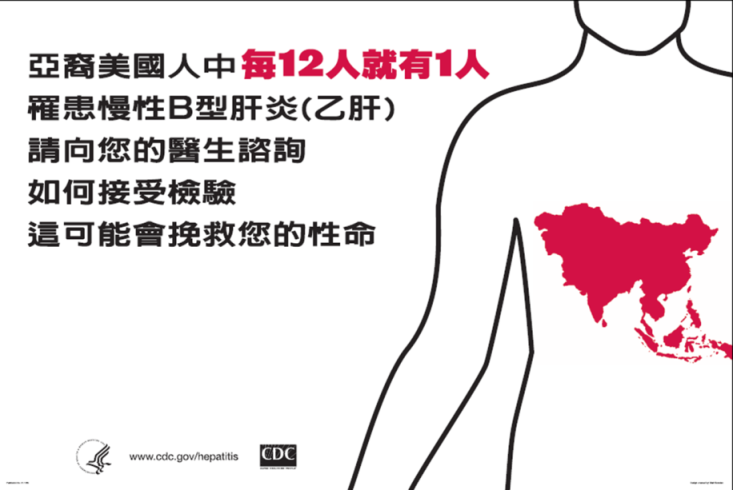 亞裔美國人中每12人就有1人
罹患慢性B型肝炎(乙肝)
請向您的醫生諮詢
如何接受檢驗
這可能會挽救您的性命
www.cdc.gov/hepatitis
CDC